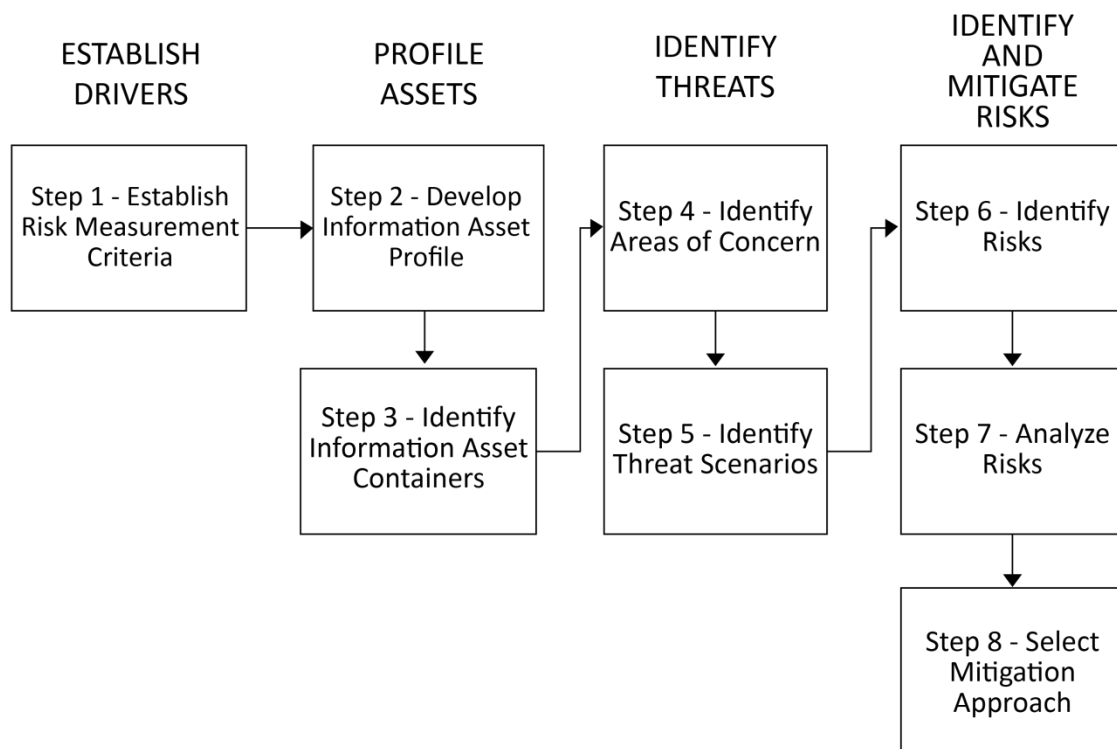 ESTABLISH
DRIVERS
PROFILE
ASSETS
IDENTIFY
THREATS
IDENTIFY
AND
MITIGATE
RISKS
Step 1 - Establish
Risk Measurement
Criteria
Step 2 - Develop
Information Asset
Profile
Step 3 - Identify
Information Asset
Containers
Step 4 - Identify
Areas of Concern
Step 5 - Identify
Threat Scenarios
Step 6 - Identify
Risks
Step 7 - Analyze
Risks
Step 8 - Select
Mitigation
Approach